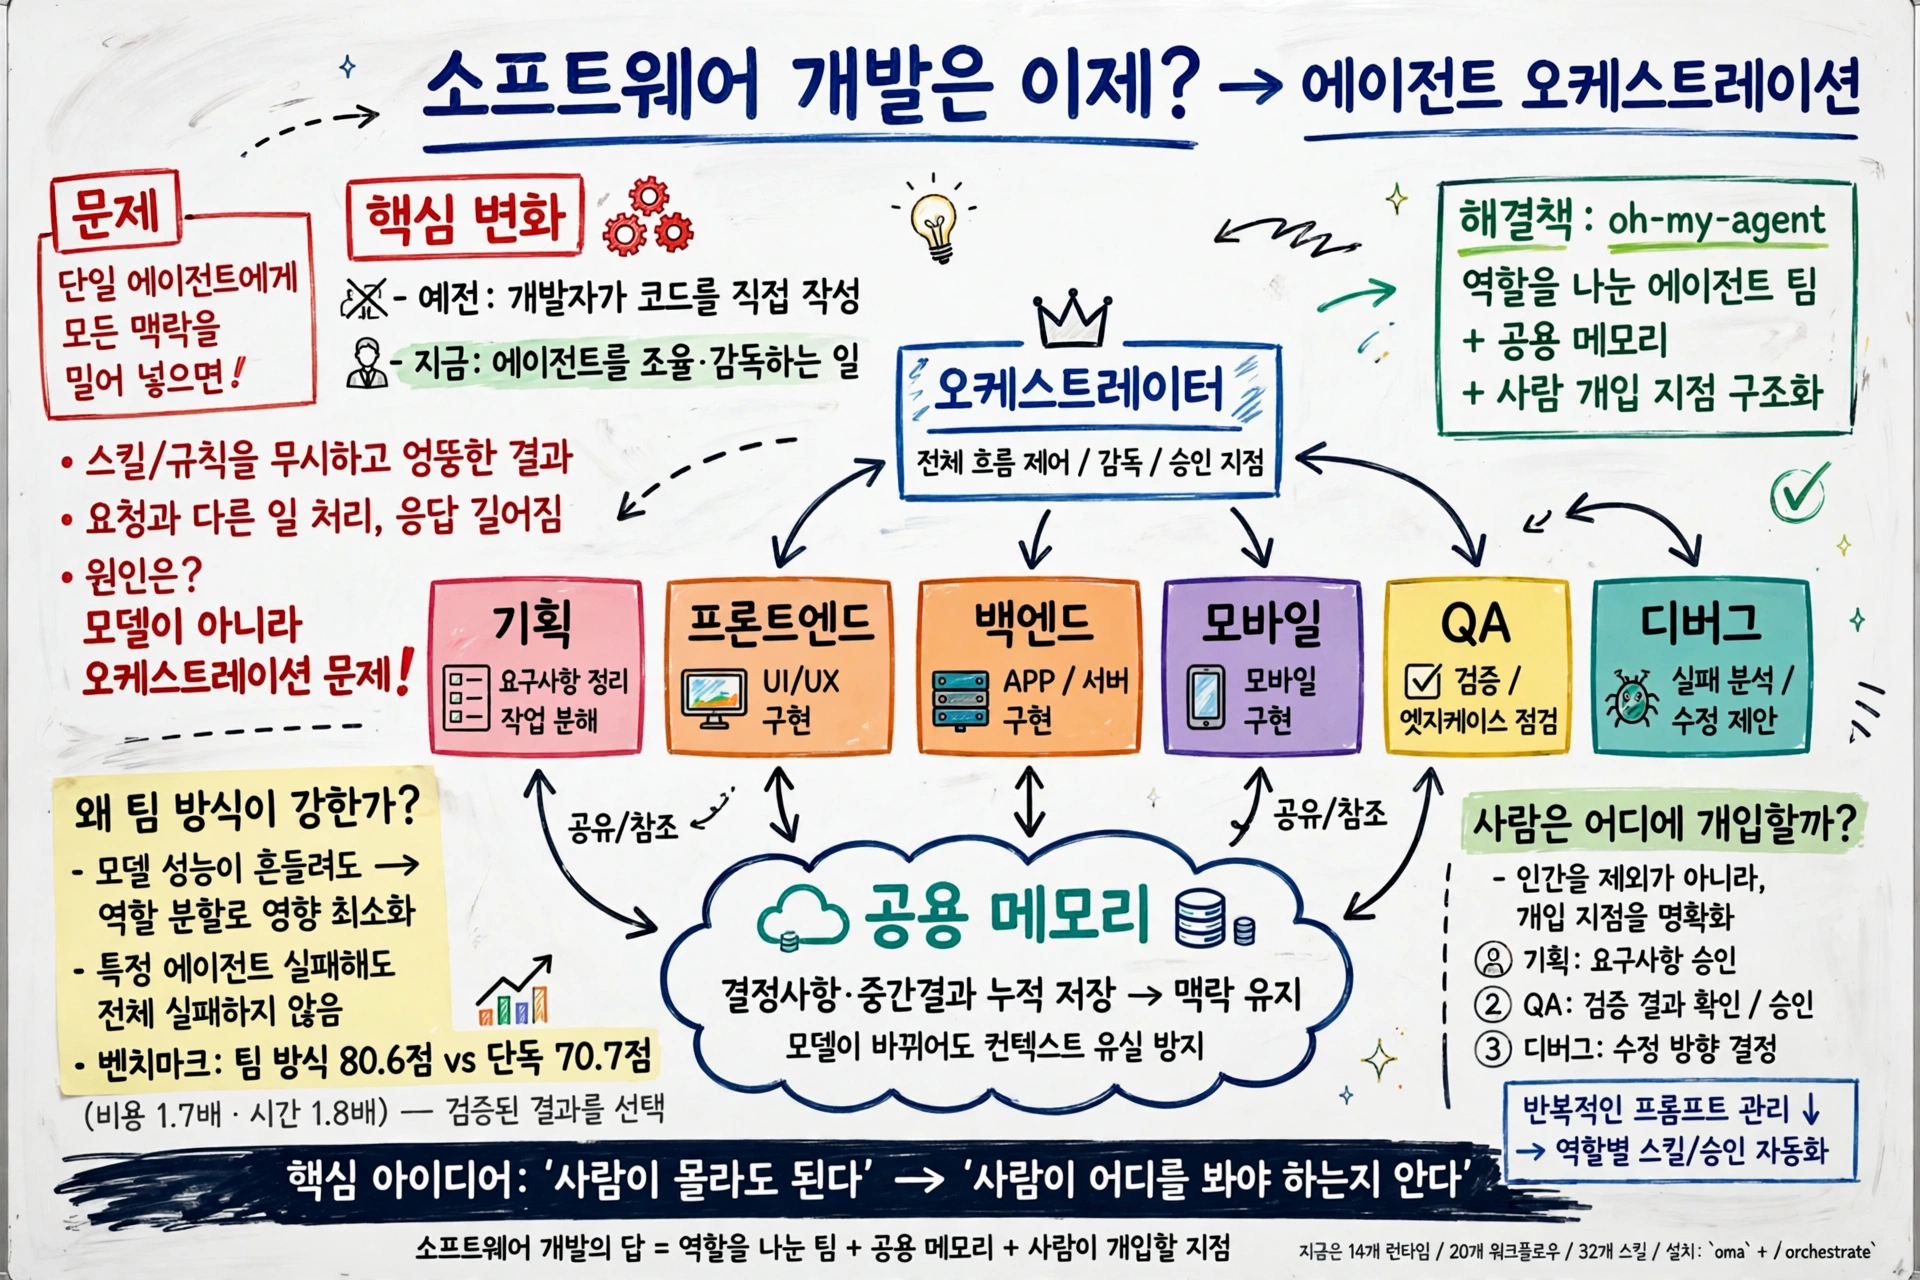 소프트웨어 개발은 이제? → 에이전트 오케스트레이션
문제
단일 에이전트에게
모든 맥락을
밀어 넣으면!
• 스킬/규칙을 무시하고 엉뚱한 결과
• 요청과 다른 일 처리, 응답 길어짐
• 원인은?
모델이 아니라
오케스트레이션 문제!
핵심 변화
- 예전: 개발자가 코드를 직접 작성
- 지금: 에이전트를 조율·감독하는 일
해결책: oh-my-agent
역할을 나눈 에이전트 팀
+ 공용 메모리
+ 사람 개입 지점 구조화
오케스트레이터
전체 흐름 제어 / 감독 / 승인 지점
기획
요구사항 정리
작업 분해
프론트엔드
UI/UX
구현
백엔드
APP / 서버
구현
모바일
모바일
구현
QA
검증 /
엣지케이스 점검
디버그
실패 분석 /
수정 제안
공유/참조
공유/참조
공용 메모리
결정사항·중간결과 누적 저장 → 맥락 유지
모델이 바뀌어도 컨텍스트 유실 방지
왜 팀 방식이 강한가?
- 모델 성능이 흔들려도 →
역할 분할로 영향 최소화
- 특정 에이전트 실패해도
전체 실패하지 않음
• 벤치마크: 팀 방식 80.6점 vs 단독 70.7점
(비용 1.7배 · 시간 1.8배) — 검증된 결과를 선택
사람은 어디에 개입할까?
- 인간을 제외가 아니라,
개입 지점을 명확화
기획: 요구사항 승인
② QA: 검증 결과 확인 / 승인
③ 디버그: 수정 방향 결정
반복적인 프롬프트 관리 ↓
→ 역할별 스킬/승인 자동화
핵심 아이디어: '사람이 몰라도 된다' → '사람이 어디를 봐야 하는지 안다'
소프트웨어 개발의 답 = 역할을 나눈 팀 + 공용 메모리 + 사람이 개입할 지점
지금은 14개 런타임 / 20개 워크플로우 / 32개 스킬 / 설치: `oma` + / orchestrate`